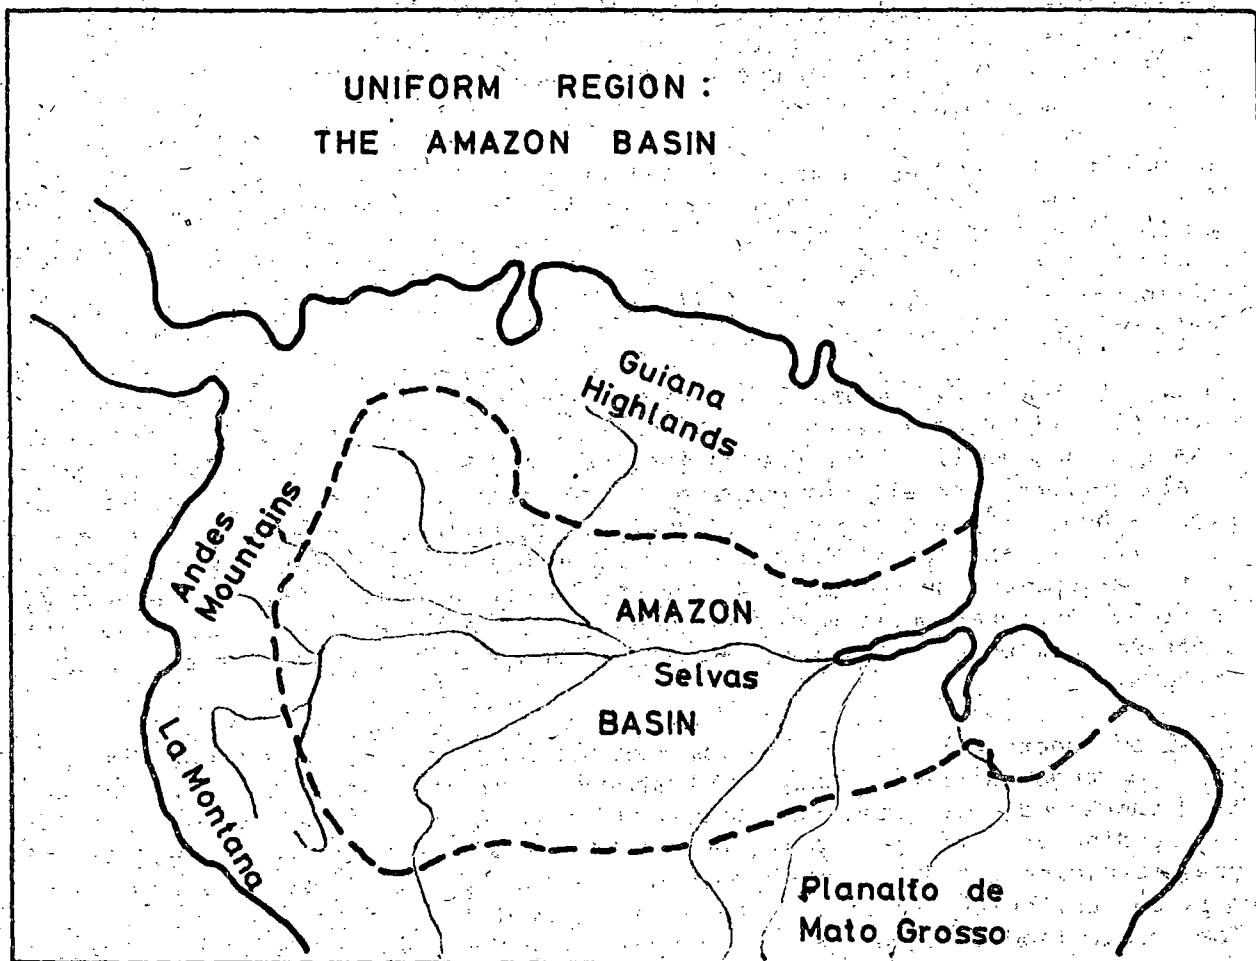 UNIFORM REGION :
THE AMAZON BASIN
Guiana
Highlands
Andes
Mountains
AMAZON
Selvas
BASIN
La Montana
Planalto de
Mato Grosso